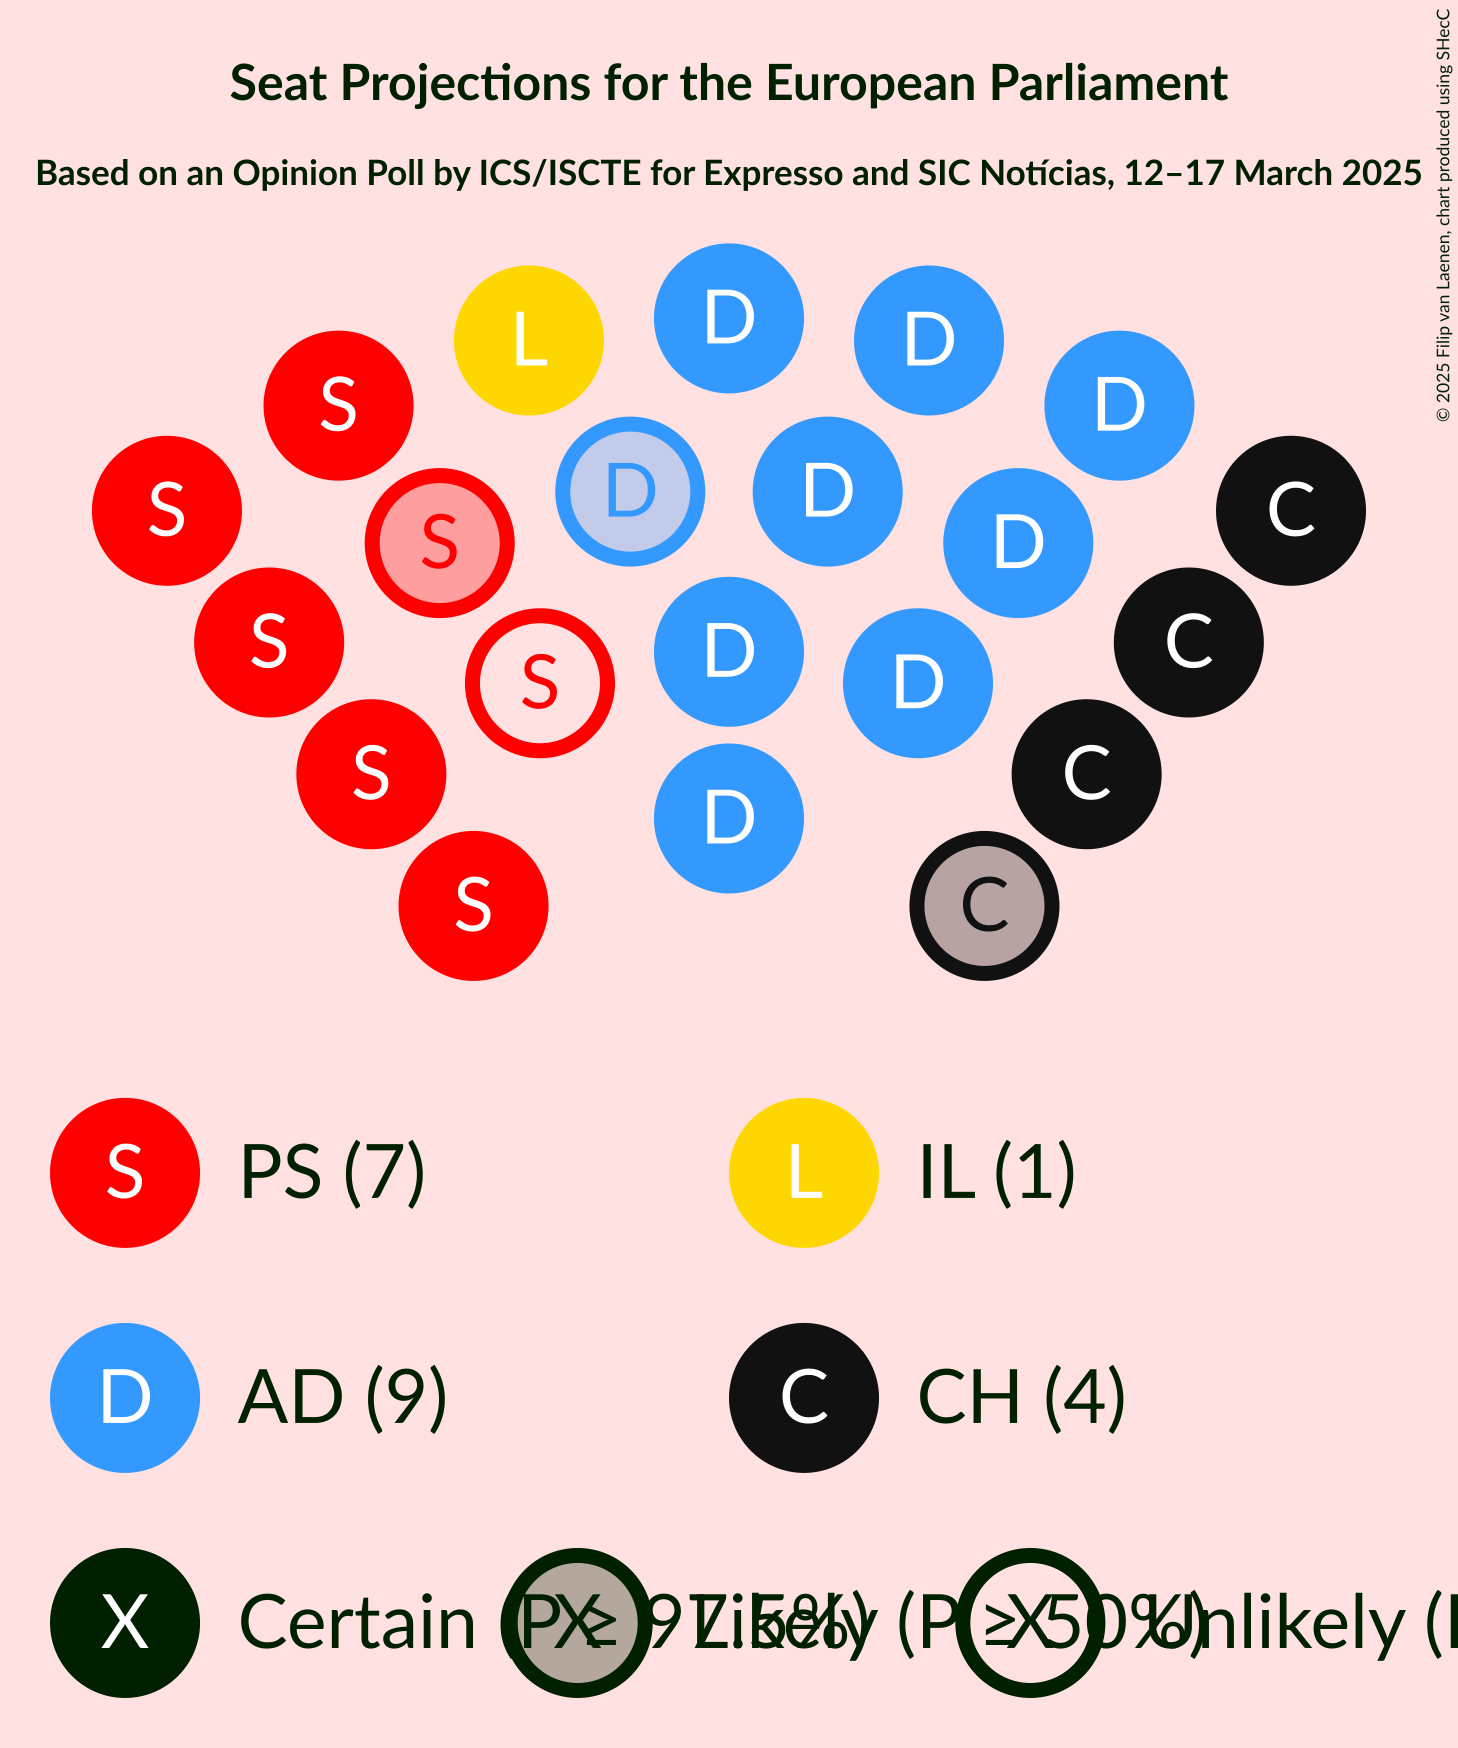 Seat Projections for the European Parliament
Based on an Opinion Poll by ICS/ISCTE for Expresso and SIC Notícias, 12–17 March 2025
© 2025 Filip van Laenen, chart produced using SHecC
D
L D
S D
S D D C
S D
S C
S D D
S C
S D C
S C
S PS (7)
L IL (1)
D AD (9)
C CH (4)
X Certain (P ≥ 97.5%)
X Likely (P ≥ 50%)
X Unlikely (